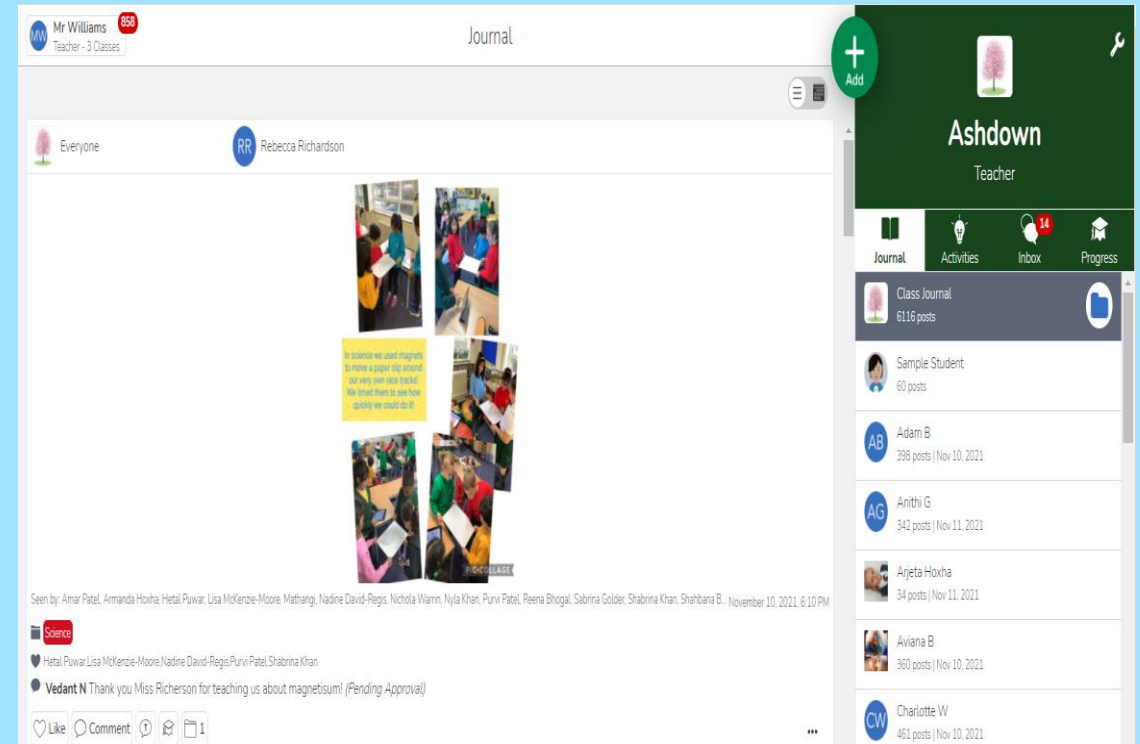 MW
Mr Williams
858
Teacher - 3 Classes
Journal
Everyone
RR
Rebecca Richardson
In science we used magnets
to move a paper clip around
our very own race tracks!
We timed them to see how
quickly we could do it!
PIC•COLLAGE
Seen by: Amar Patel, Armanda Hoxha, Hetal Puwar, Lisa McKenzie-Moore, Mathangi, Nadine David-Regis, Nichola Warrin, Nyla Khan, Purvi Patel, Reena Bhogal, Sabrina Golder, Shabrina Khan, Shahbana B... November 10, 2021, 6:10 PM
Science
Hetal Puwar,Lisa McKenzie-Moore,Nadine David-Regis,Purvi Patel,Shabrina Khan
Vedant N Thank you Miss Richerson for teaching us about magnetisum! (Pending Approval)
Like
Comment
1
...
Add
Ashdown
Teacher
Journal
Activities
14
Inbox
Progress
Class Journal
6116 posts
Sample Student
60 posts
AB
Adam B
398 posts | Nov 10, 2021
AG
Anithi G
342 posts | Nov 11, 2021
Arjeta Hoxha
34 posts | Nov 11, 2021
Aviana B
360 posts | Nov 10, 2021
CW
Charlotte W
461 posts | Nov 10, 2021